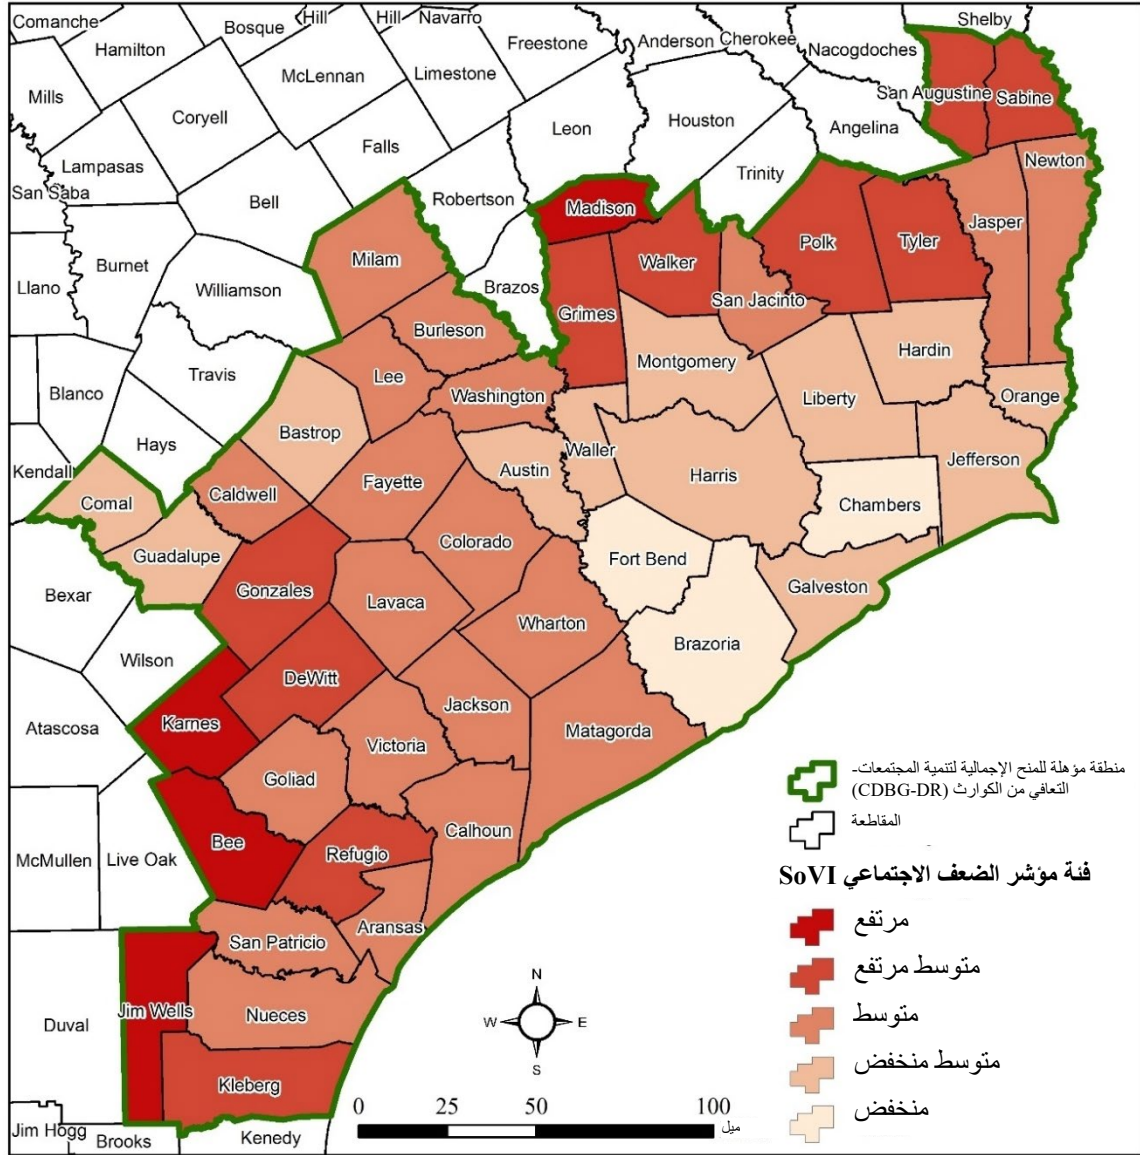 Comanche
Hamilton
Bosque
Hill
Hill
Navarro
Freestone
Anderson
Cherokee
Nacogdoches
Shelby
Mills
Coryell
McLennan
Limestone
San Augustine
Sabine
Lampasas
Falls
Leon
Houston
Angelina
Newton
San Saba
Bell
Robertson
Trinity
Madison
Jasper
Burnet
Milam
Walker
Polk
Tyler
Llano
Williamson
Brazos
Grimes
San Jacinto
Burleson
Hardin
Travis
Lee
Montgomery
Blanco
Washington
Liberty
Orange
Hays
Bastrop
Waller
Jefferson
Kendall
Austin
Harris
Comal
Caldwell
Fayette
Chambers
Guadalupe
Colorado
Fort Bend
Galveston
Bexar
Gonzales
Lavaca
Wharton
Brazoria
Wilson
DeWitt
Jackson
Atascosa
Karnes
Victoria
Matagorda
Goliad
Calhoun
McMullen
Live Oak
Bee
Refugio
Aransas
San Patricio
Duval
Jim Wells
Nueces
Kleberg
Jim Hogg
Brooks
Kenedy
منطقة مؤهلة للمنح الإجمالية لتنمية المجتمعات-
التعافي من الكوارث (CDBG-DR)
المقاطعة
فئة مؤشر الضعف الاجتماعي SoVI
مرتفع
متوسط مرتفع
متوسط
متوسط منخفض
منخفض
N
W E
S
0 25 50 100
ميل